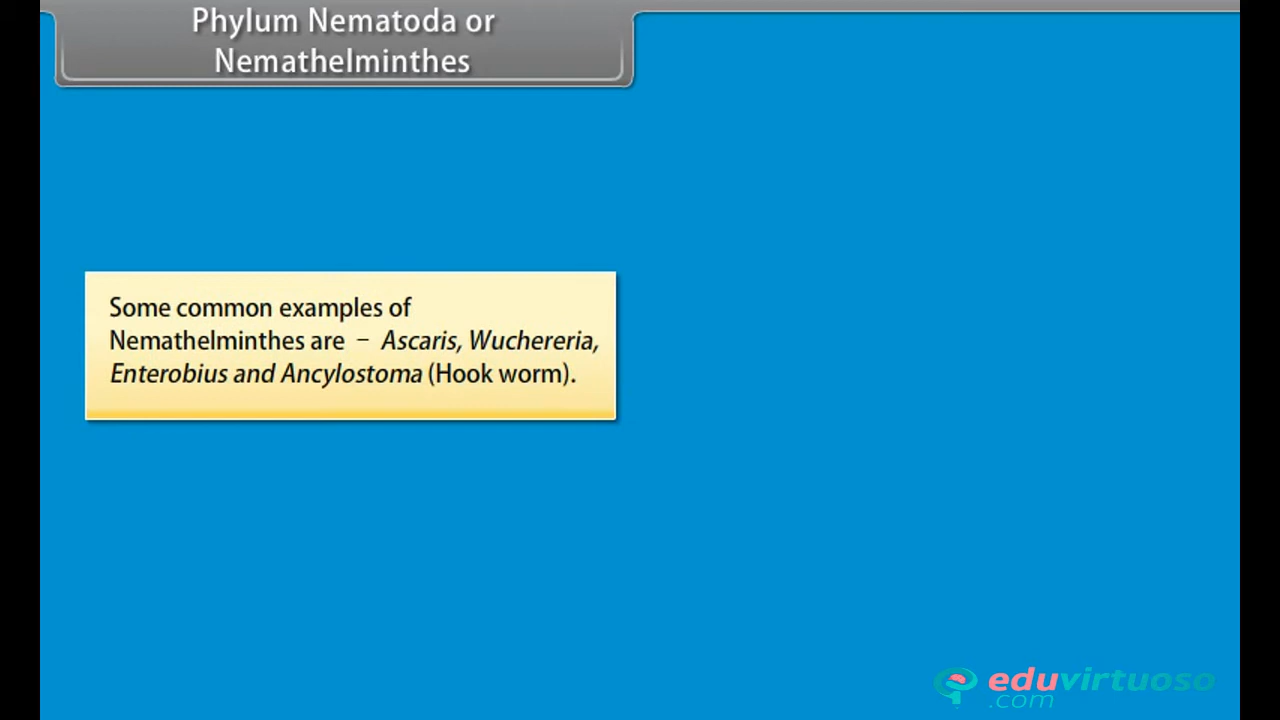 Phylum Nematoda or
Nemathelminthes
Some common examples of
Nemathelminthes are – Ascaris, Wuchereria,
Enterobius and Ancylostoma (Hook worm).
eduvirtuoso
.com